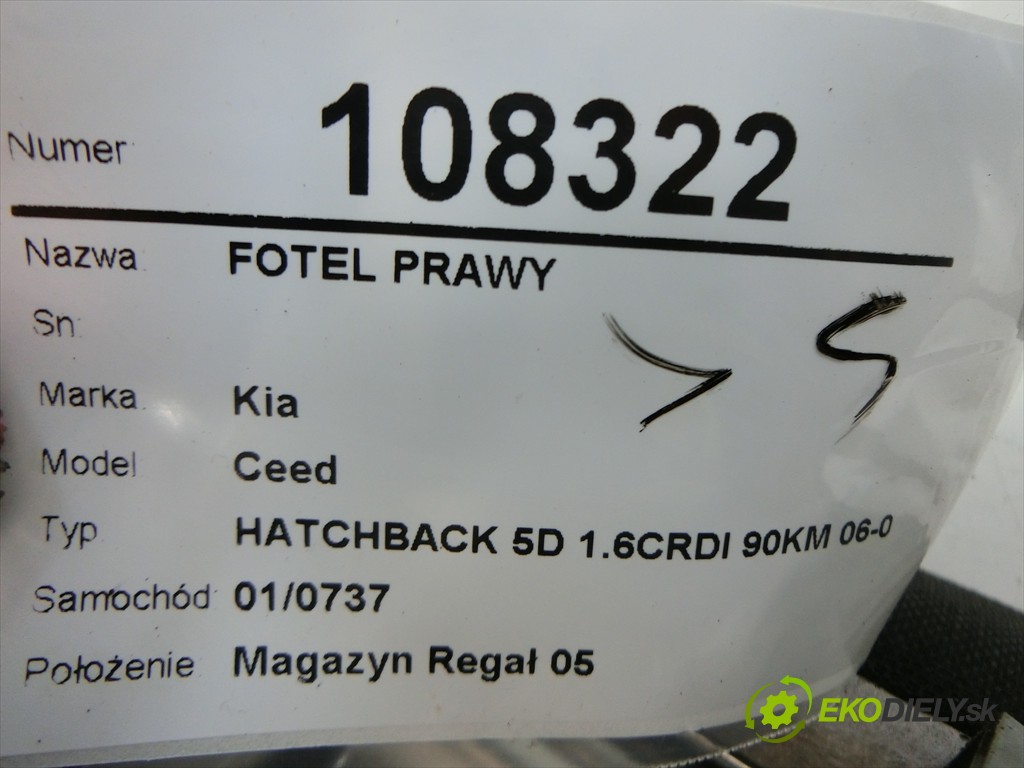 Numer 108322
Nazwa FOTEL PRAWY
Sn
Marka Kia
Model Ceed
Typ HATCHBACK 5D 1.6CRDI 90KM 06-0
Samochód 01/0737
Położenie Magazyn Regał 05
EKODIELY.sk